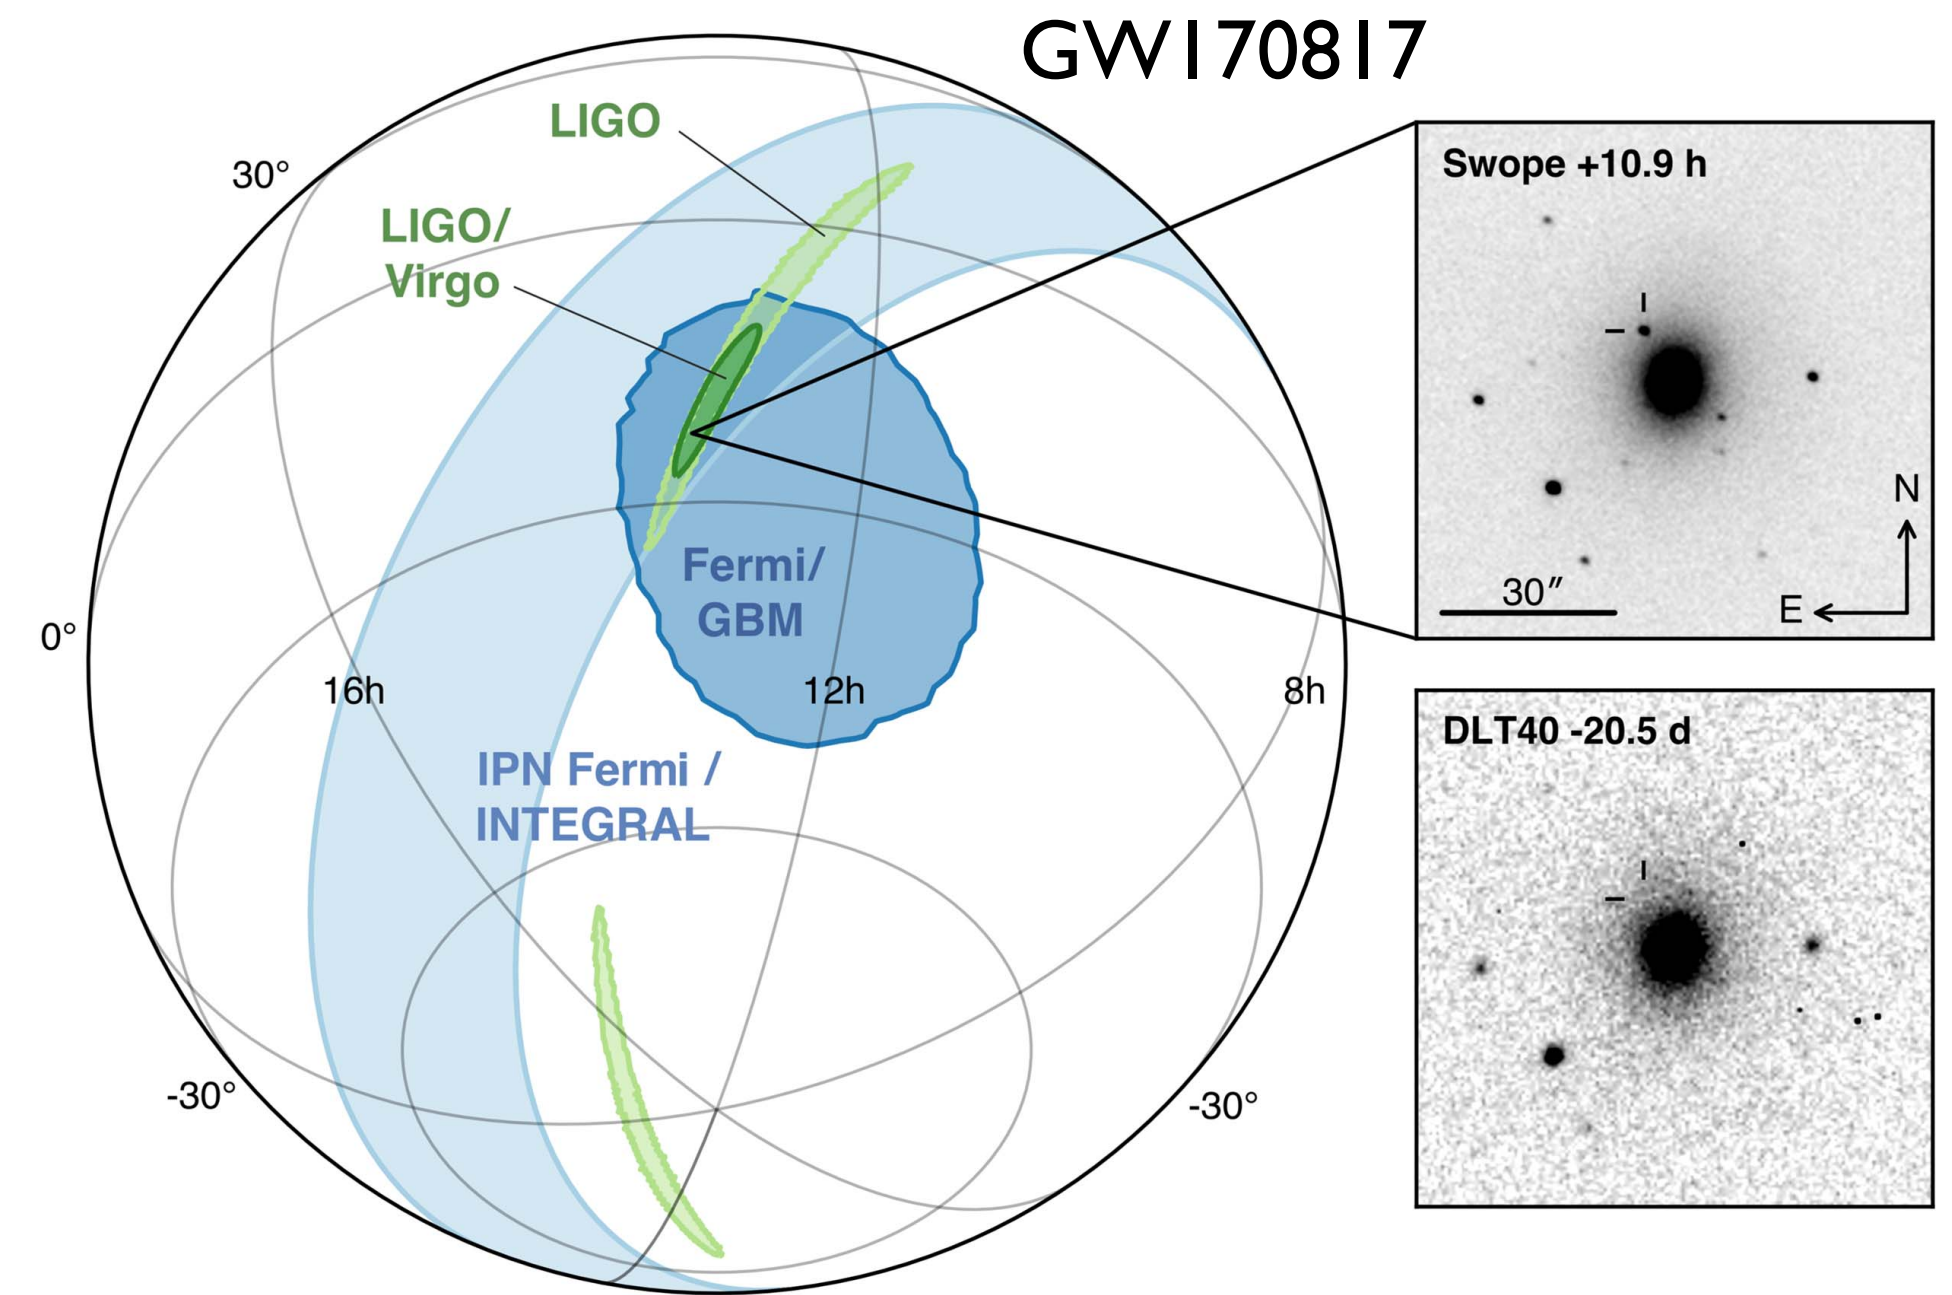 GW170817
LIGO
30°
LIGO/
Virgo
Swope +10.9 h
N
30″
E
Fermi/
GBM
0°
16h
12h
8h
DLT40 -20.5 d
IPN Fermi /
INTEGRAL
-30°
-30°